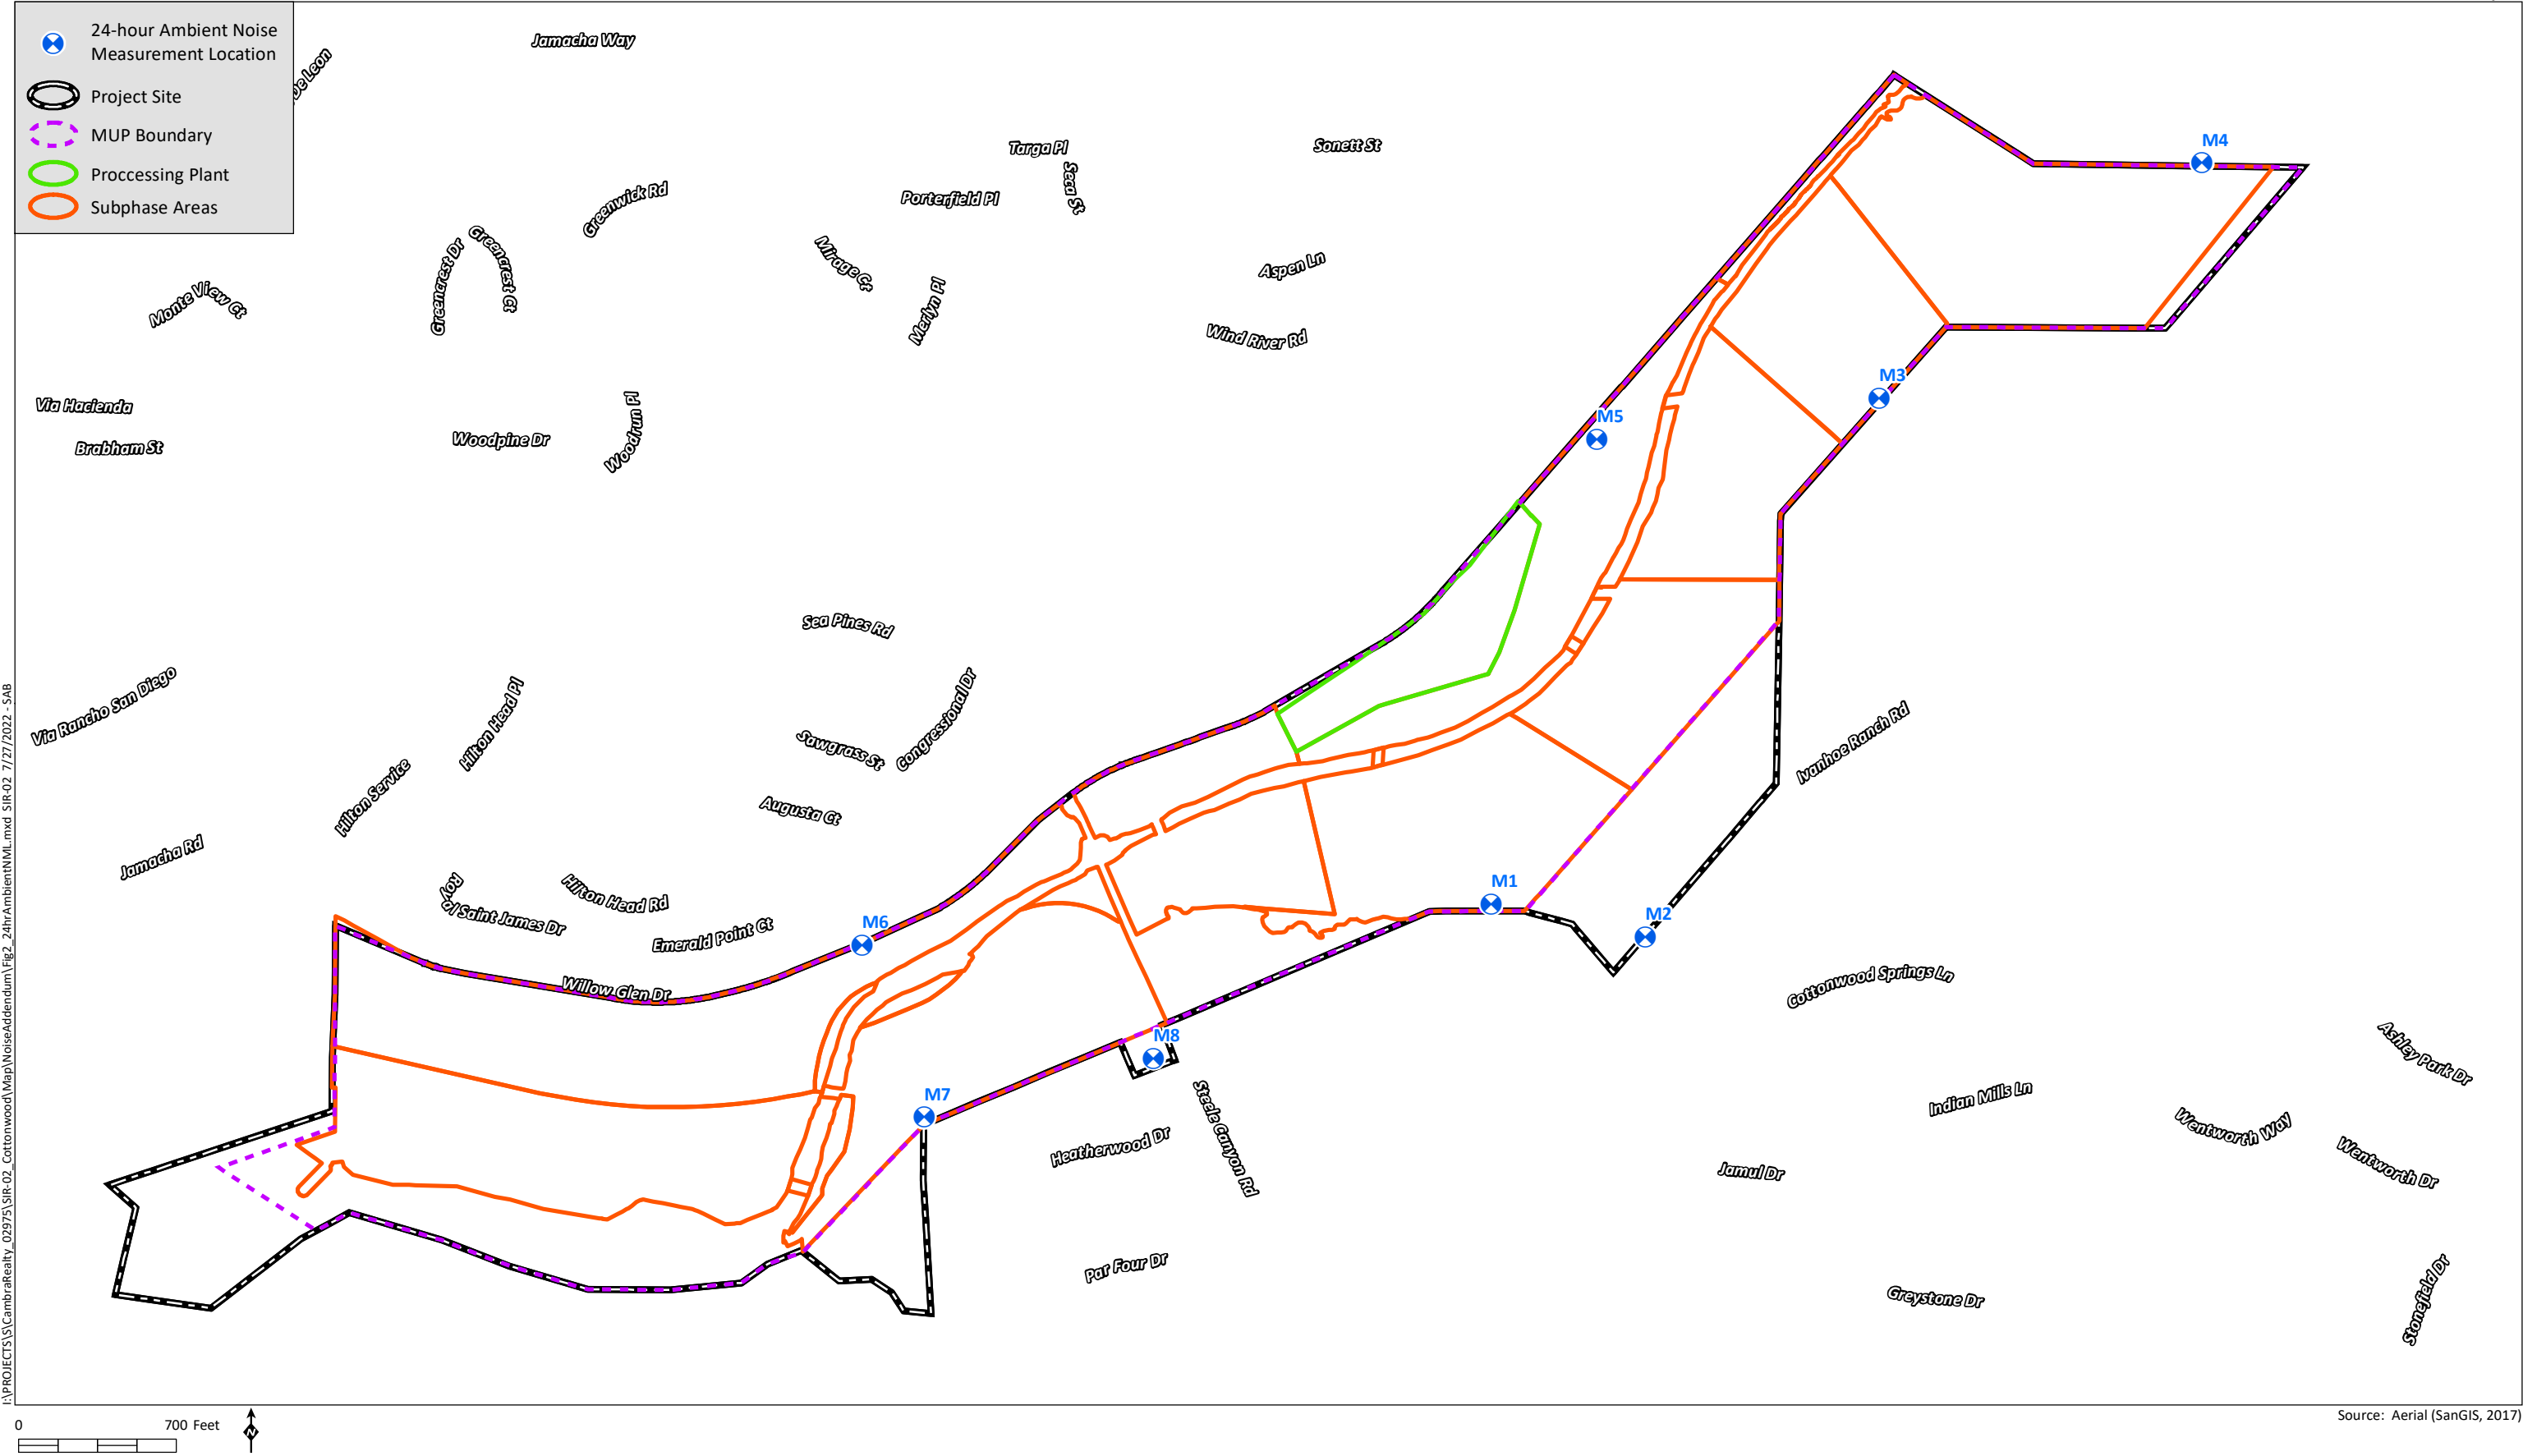 24-hour Ambient Noise
Measurement Location
Project Site
MUP Boundary
Proccessing Plant
Subphase Areas
De Leon
Jamacha Way
Targa Pl
Seca St
Sonett St
M4
Greenwick Rd
Porterfield Pl
Greencrest Dr
Greencrest Ct
Mirage Ct
Aspen Ln
Monte View Ct
Merlyn Pl
Wind River Rd
M3
Via Hacienda
M5
Brabham St
Woodpine Dr
Woodrun Pl
Sea Pines Rd
Via Rancho San Diego
Hilton Head Pl
Congressional Dr
Sawgrass St
Ivanhoe Ranch Rd
Hilton Service
Augusta Ct
Jamacha Rd
Royal Saint James Dr
Hilton Head Rd
M1
M2
M6
Emerald Point Ct
Willow Glen Dr
Cottonwood Springs Ln
M8
Ashley Park Dr
M7
Steele Canyon Rd
Indian Mills Ln
Wentworth Way
Heatherwood Dr
Jamul Dr
Wentworth Dr
Par Four Dr
Greystone Dr
Stonefield Dr
I:\PROJECTS\S\CambraRealty_02975\SIR-02_Cottonwood\Map\NoiseAddendum\Fig2_24hrAmbientNML.mxd SIR-02 7/27/2022 - SAB
0 700 Feet
N
Source: Aerial (SanGIS, 2017)